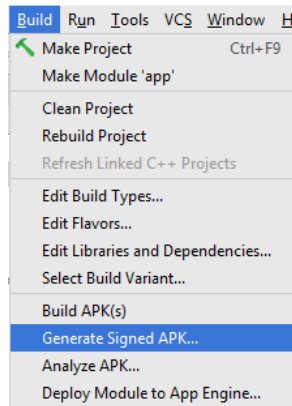 Build Run Tools VCS Window H
Make Project Ctrl+F9
Make Module 'app'
Clean Project
Rebuild Project
Refresh Linked C++ Projects
Edit Build Types...
Edit Flavors...
Edit Libraries and Dependencies...
Select Build Variant...
Build APK(s)
Generate Signed APK...
Analyze APK...
Deploy Module to App Engine...